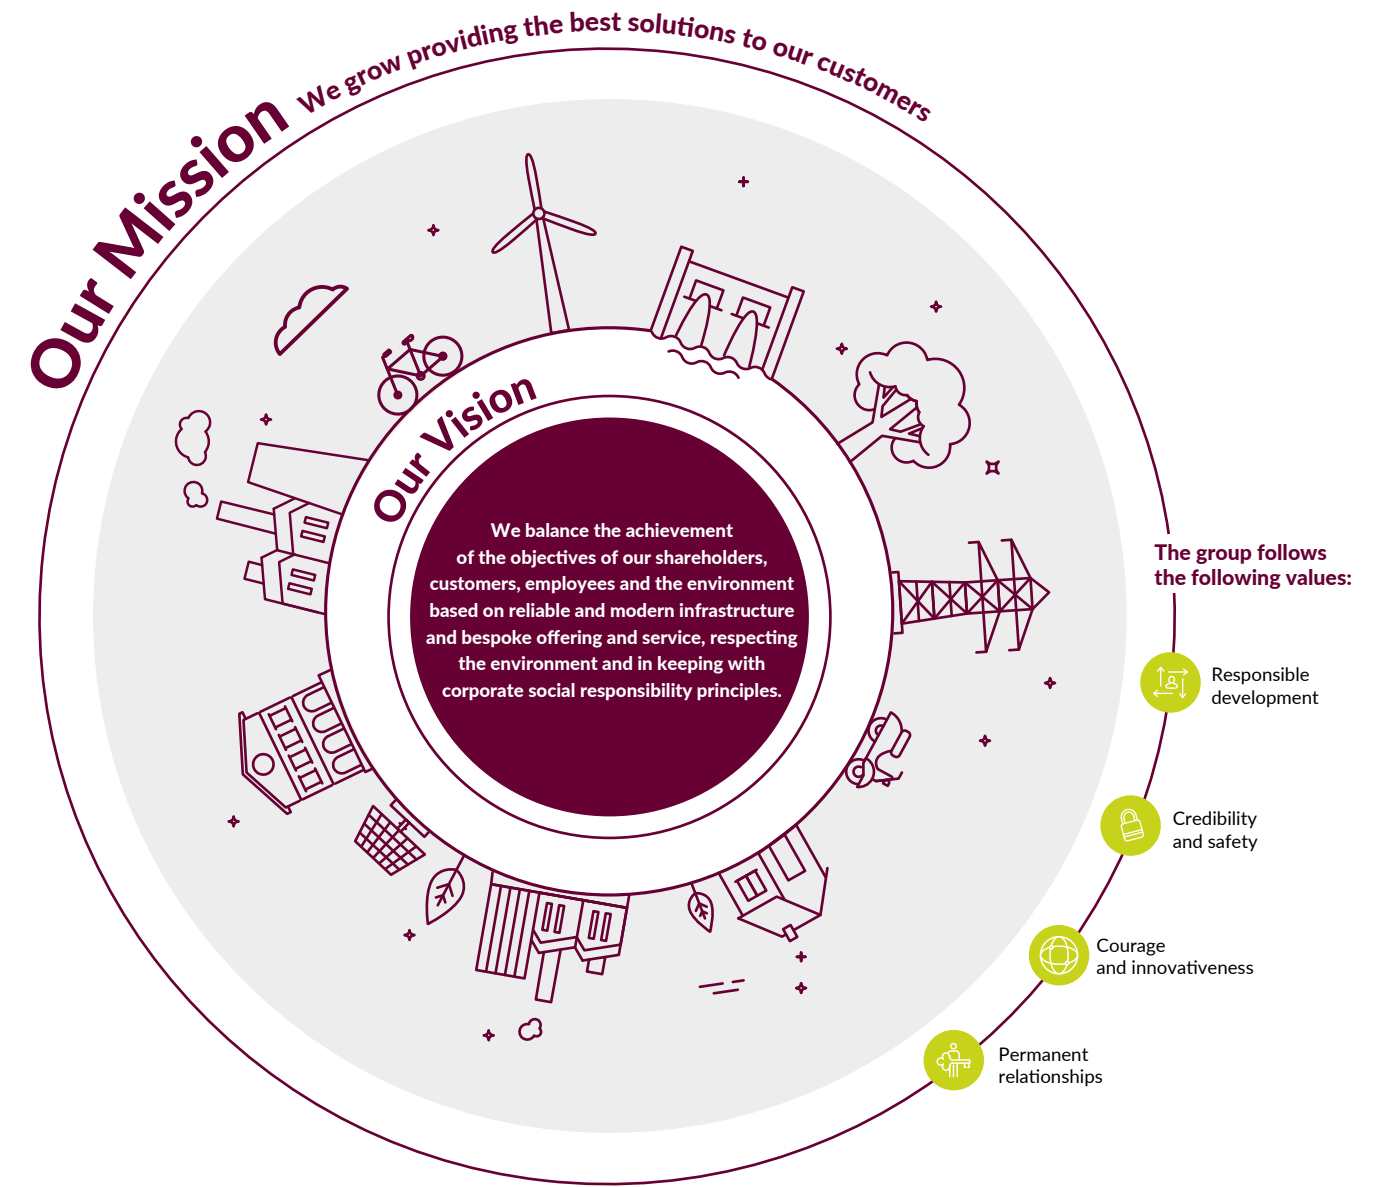 Our Mission We grow providing the best solutions to our customers
Our Vision
We balance the achievement
of the objectives of our shareholders,
customers, employees and the environment
based on reliable and modern infrastructure
and bespoke offering and service, respecting
the environment and in keeping with
corporate social responsibility principles.
The group follows
the following values:
Responsible
development
Credibility
and safety
Courage
and innovativeness
Permanent
relationships